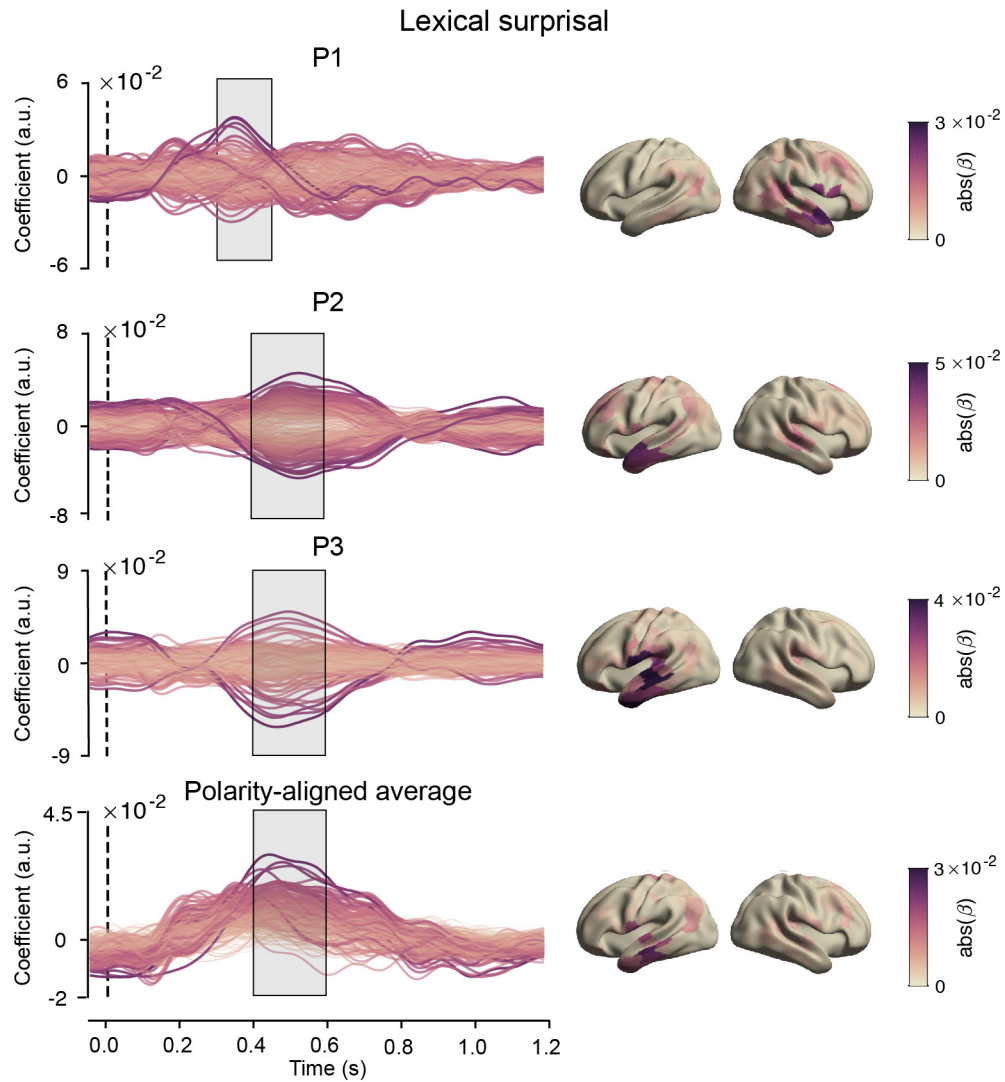 Lexical surprisal
P1
×10-2
6
0
-6
Coefficient (a.u.)
3 ×10-2
0
abs(β)
P2
×10-2
8
0
-8
Coefficient (a.u.)
5 ×10-2
0
abs(β)
P3
×10-2
9
0
-9
Coefficient (a.u.)
4 ×10-2
0
abs(β)
Polarity-aligned average
×10-2
4.5
0
-2
Coefficient (a.u.)
3 ×10-2
0
abs(β)
0.0 0.2 0.4 0.6 0.8 1.0 1.2
Time (s)